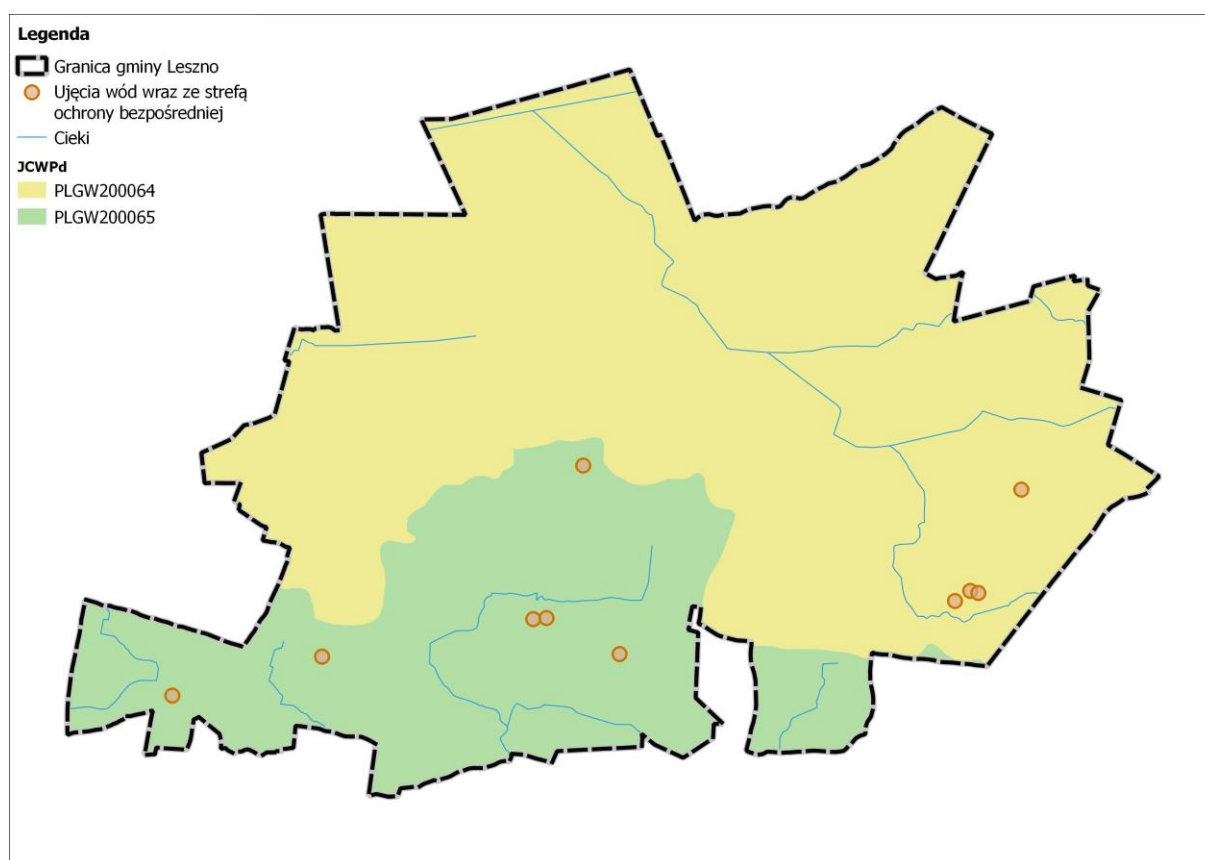 Legenda
Granica gminy Leszno
Ujęcia wód wraz ze strefą
ochrony bezpośredniej
Cieki
JCWPd
PLGW200064
PLGW200065